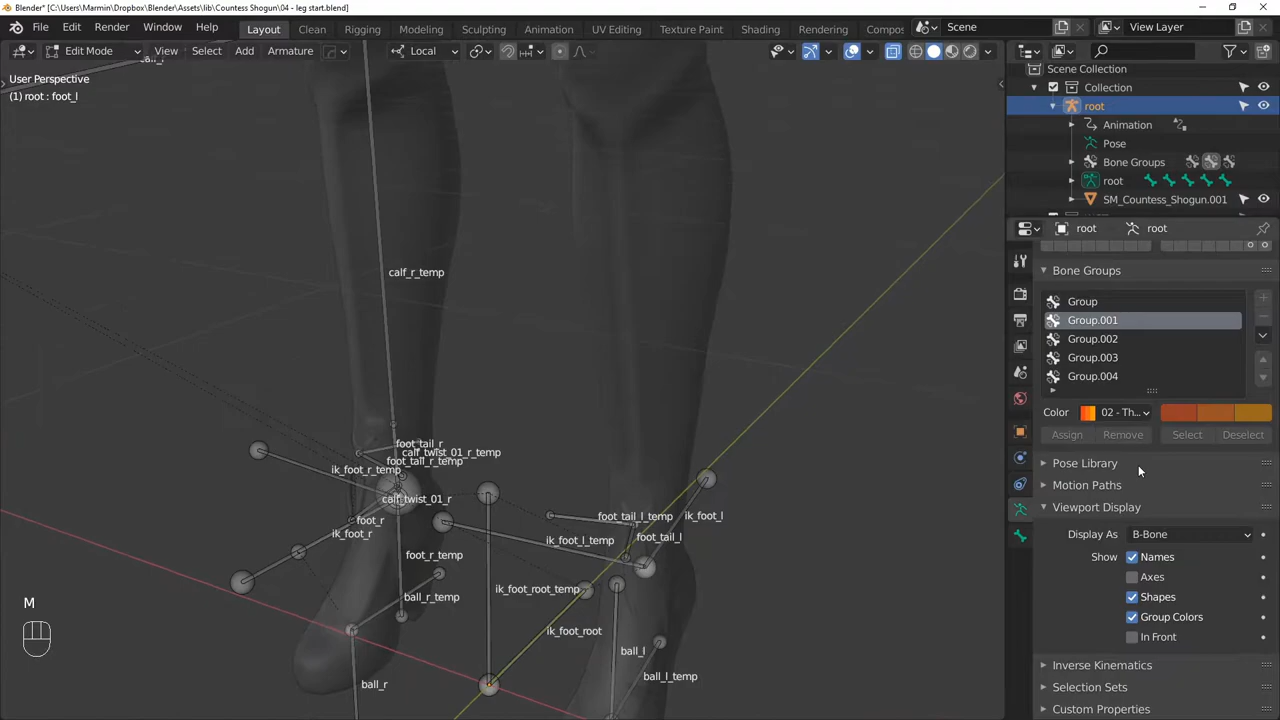 Blender* [C:\Users\Marmin\Dropbox\Blender\Assets\lib\Countess Shogun\04 - leg start.blend]
File Edit Render Window Help Layout Clean Rigging Modeling Sculpting Animation UV Editing Texture Paint Shading Rendering Compos Scene View Layer
Edit Mode View Select Add Armature Local
User Perspective
(1) root : foot_l
calf_r_temp
foot_tail_r
calf_twist_01_r_temp
foot_tail_r_temp
ik_foot_r_temp
calf_twist_01_r
foot_r
ik_foot_r
foot_r_temp
ball_r_temp
ball_r
foot_tail_l_temp
ik_foot_l
foot_tail_l
ik_foot_l_temp
ik_foot_root_temp
ik_foot_root
ball_l
ball_l_temp
M
Scene Collection
Collection
root
Animation
Pose
Bone Groups
root
SM_Countess_Shogun.001
root root
Bone Groups
Group
Group.001
Group.002
Group.003
Group.004
Color 02 - Th...
Assign Remove Select Deselect
Pose Library
Motion Paths
Viewport Display
Display As B-Bone
Show Names
Axes
Shapes
Group Colors
In Front
Inverse Kinematics
Selection Sets
Custom Properties